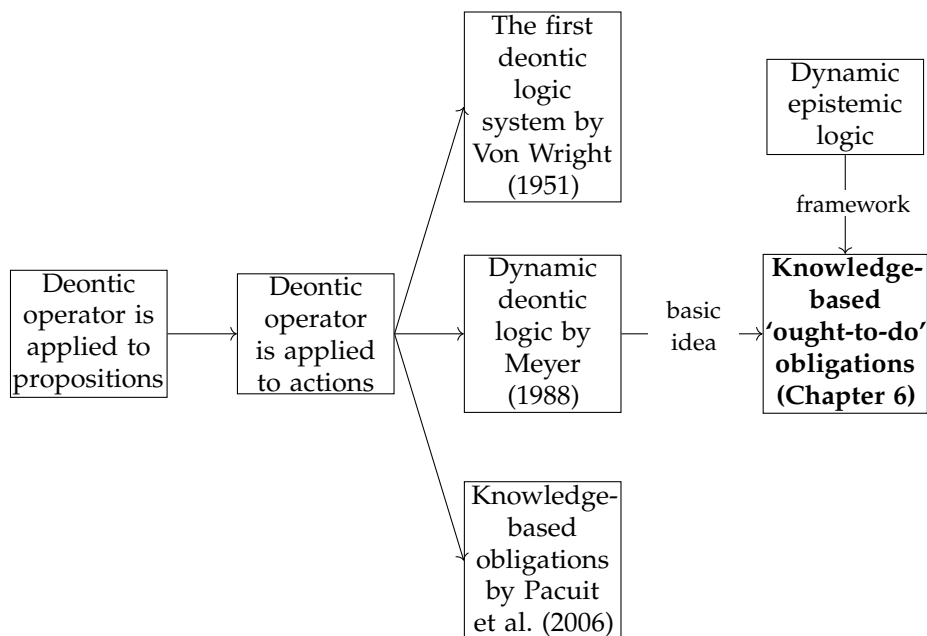 The first
deontic
logic
system by
Von Wright
(1951)
Dynamic
epistemic
logic
framework
Deontic
operator is
applied to
propositions
Deontic
operator
is applied
to actions
Dynamic
deontic
logic by
Meyer
(1988)
basic
idea
Knowledge-
based
‘ought-to-do’
obligations
(Chapter 6)
Knowledge-
based
obligations
by Pacuit
et al. (2006)